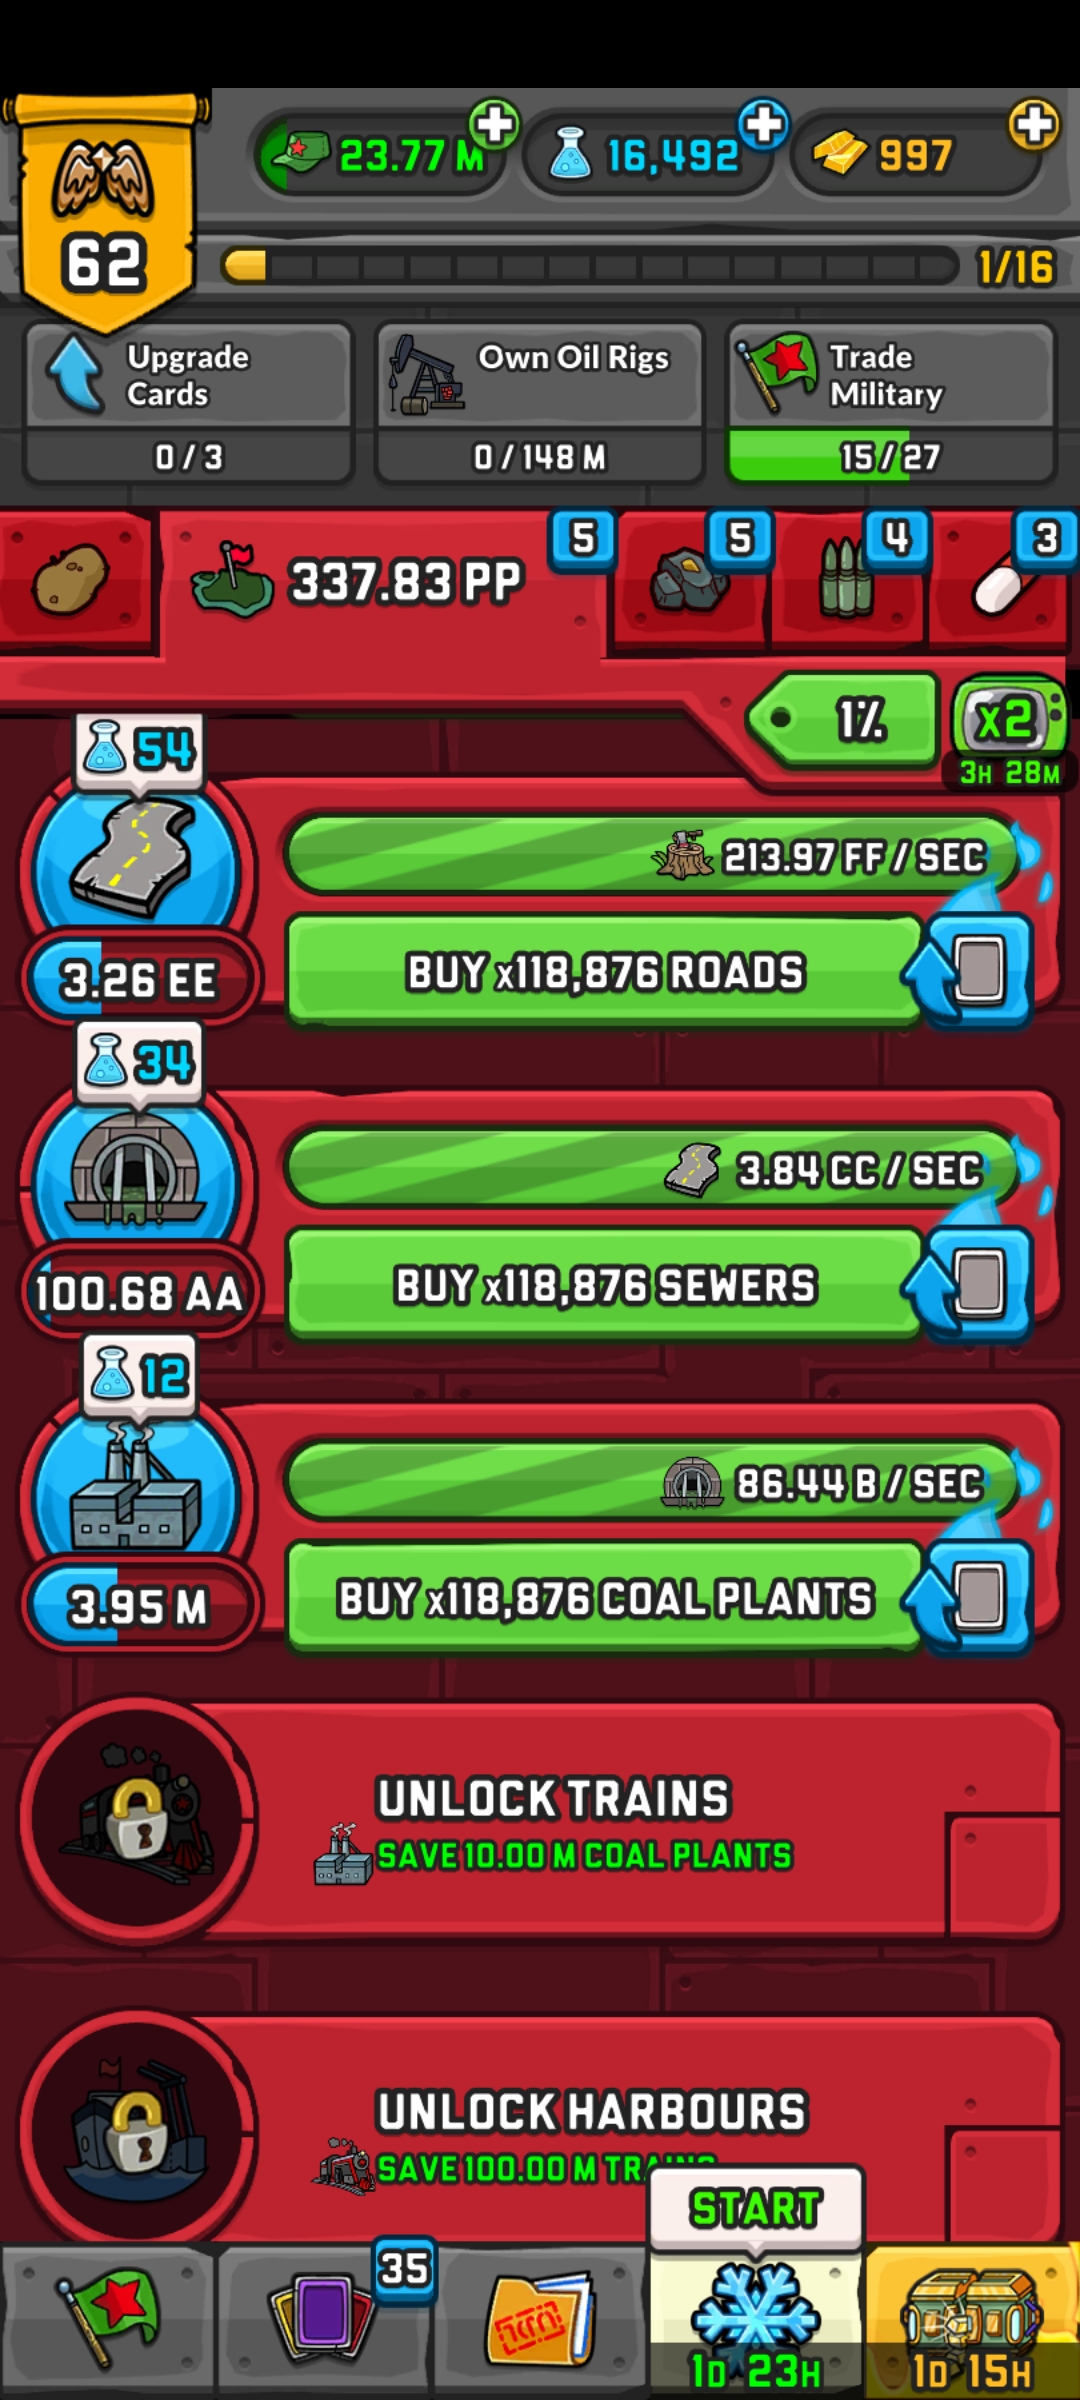 62
23.77 M
16,492
997
1/16
Upgrade
Cards
0 / 3
Own Oil Rigs
0 / 148 M
Trade
Military
15 / 27
337.83 PP
5
5
4
3
1%
x2
3H 28M
54
213.97 FF / SEC
3.26 EE
BUY x118,876 ROADS
34
3.84 CC / SEC
100.68 AA
BUY x118,876 SEWERS
12
86.44 B / SEC
3.95 M
BUY x118,876 COAL PLANTS
UNLOCK TRAINS
SAVE 10.00 M COAL PLANTS
UNLOCK HARBOURS
SAVE 100.00 M TRAINS
START
35
1D 23H
1D 15H